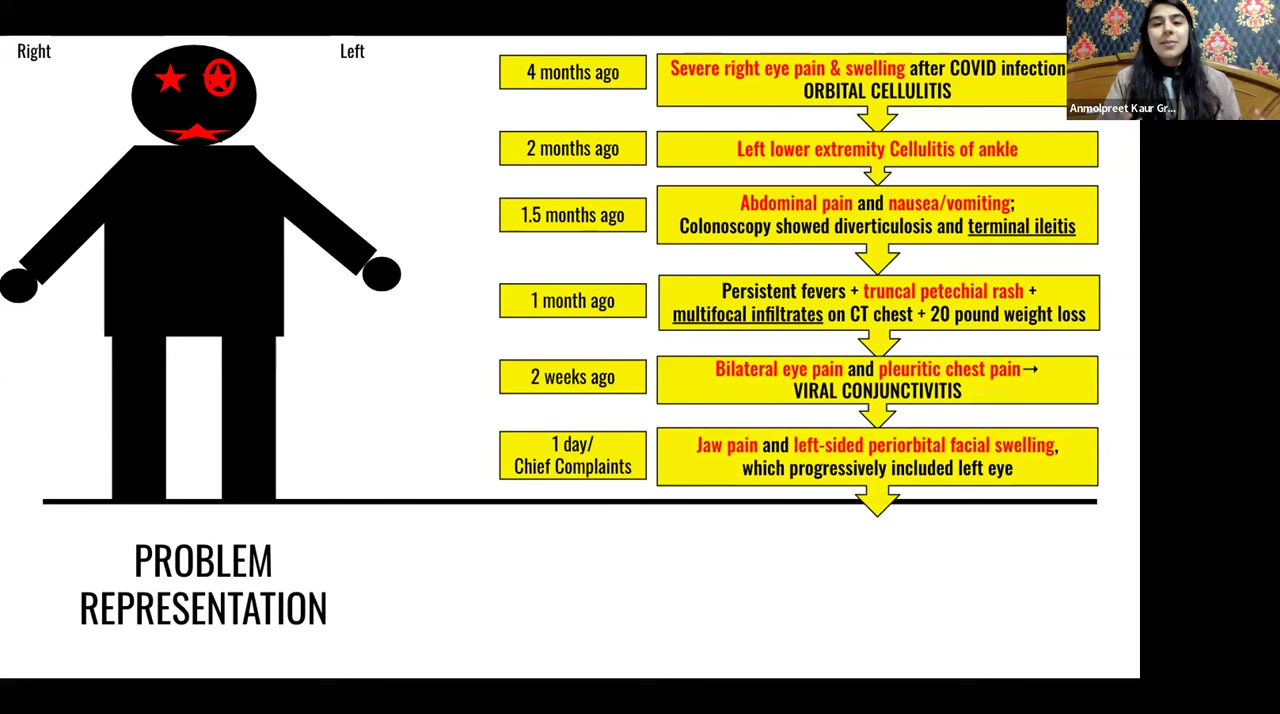 Right
Left
4 months ago
Severe right eye pain & swelling after COVID infection
ORBITAL CELLULITIS
2 months ago
Left lower extremity Cellulitis of ankle
1.5 months ago
Abdominal pain and nausea/vomiting;
Colonoscopy showed diverticulosis and terminal ileitis
1 month ago
Persistent fevers + truncal petechial rash +
multifocal infiltrates on CT chest + 20 pound weight loss
2 weeks ago
Bilateral eye pain and pleuritic chest pain→
VIRAL CONJUNCTIVITIS
1 day/
Chief Complaints
Jaw pain and left-sided periorbital facial swelling,
which progressively included left eye
PROBLEM
REPRESENTATION
Anmolpreet Kaur Gr...